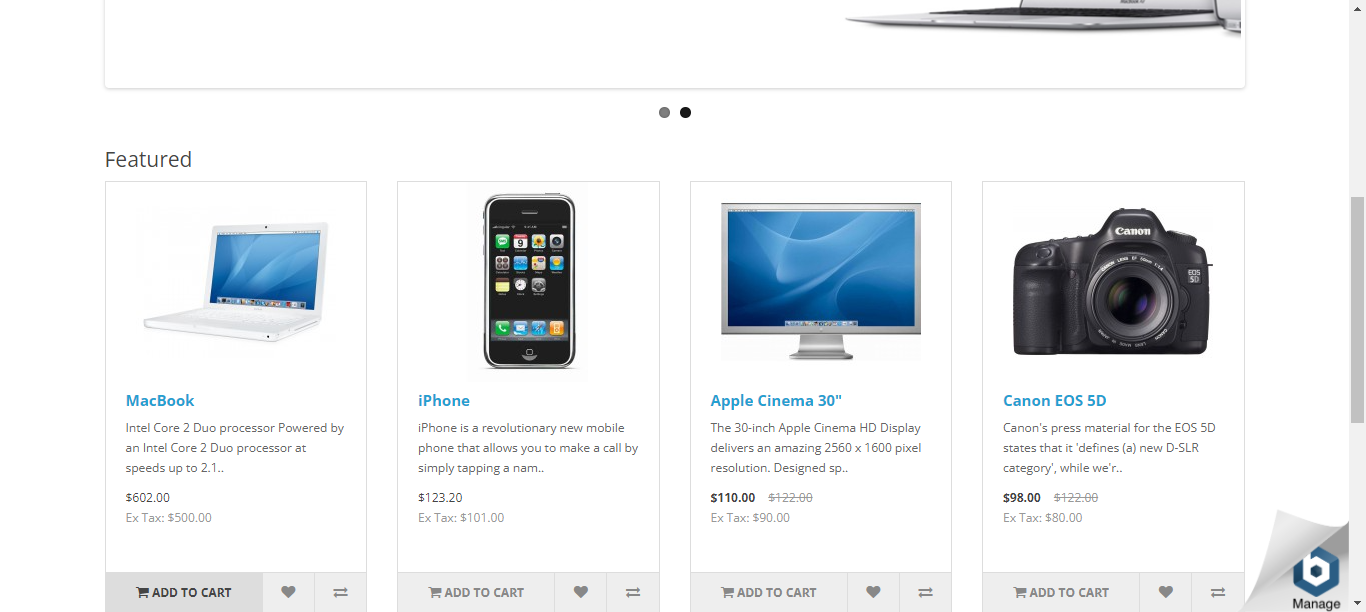 Featured
Canon
EOS
5D
MacBook
Intel Core 2 Duo processor Powered by
an Intel Core 2 Duo processor at
speeds up to 2.1..
$602.00
Ex Tax: $500.00
ADD TO CART
iPhone
iPhone is a revolutionary new mobile
phone that allows you to make a call by
simply tapping a nam..
$123.20
Ex Tax: $101.00
ADD TO CART
Apple Cinema 30"
The 30-inch Apple Cinema HD Display
delivers an amazing 2560 x 1600 pixel
resolution. Designed sp..
$110.00 $122.00
Ex Tax: $90.00
ADD TO CART
Canon EOS 5D
Canon's press material for the EOS 5D
states that it 'defines (a) new D-SLR
category', while we'r..
$98.00 $122.00
Ex Tax: $80.00
ADD TO CART
Manage